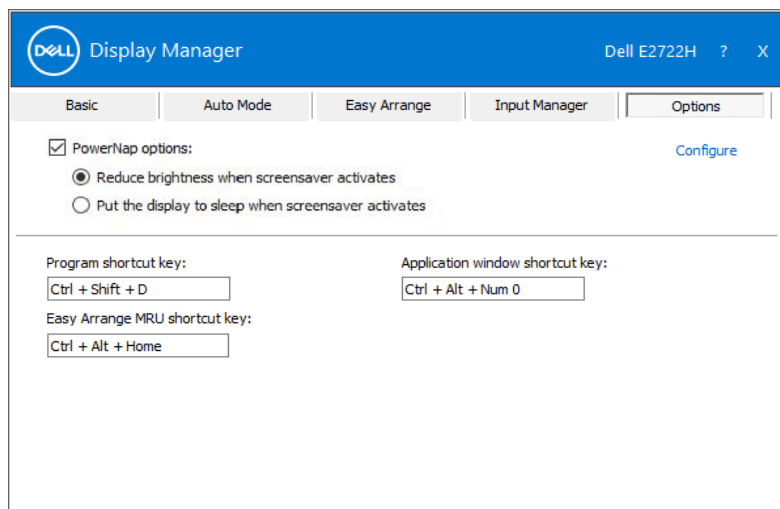 DELL Display Manager Dell E2722H ? X
Basic Auto Mode Easy Arrange Input Manager Options
PowerNap options: Configure
Reduce brightness when screensaver activates
Put the display to sleep when screensaver activates
Program shortcut key: Application window shortcut key:
Ctrl + Shift + D Ctrl + Alt + Num 0
Easy Arrange MRU shortcut key:
Ctrl + Alt + Home